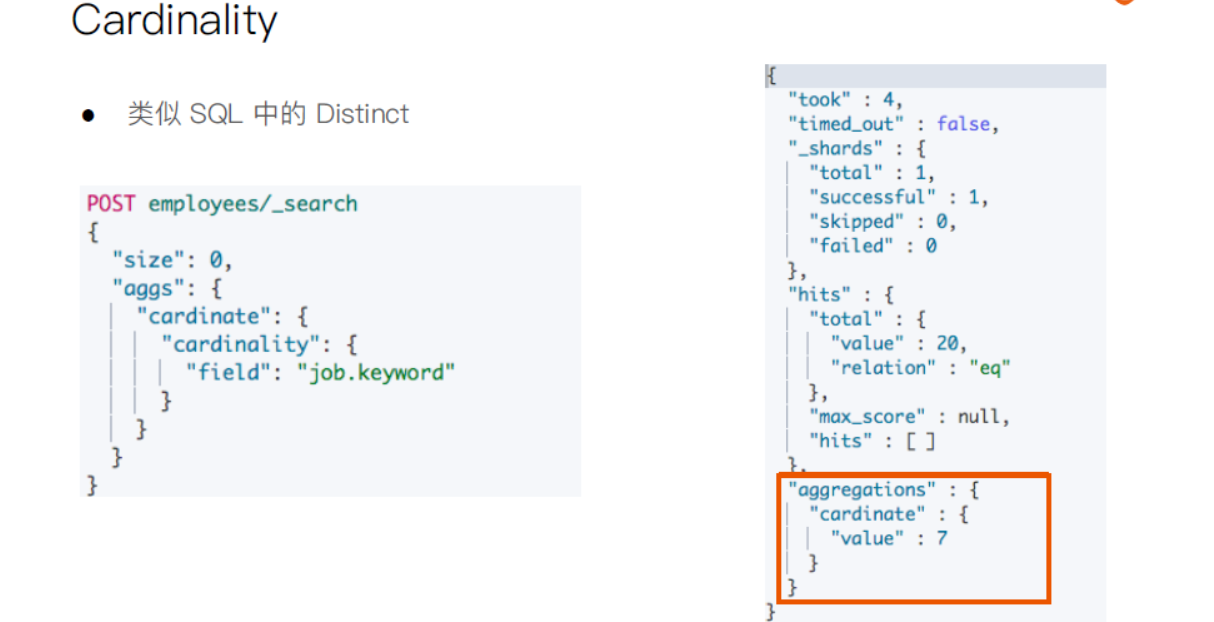 Cardinality
● 类似 SQL 中的 Distinct
POST employees/_search
{
  "size": 0,
  "aggs": {
    "cardinate": {
      "cardinality": {
        "field": "job.keyword"
      }
    }
  }
}
{
  "took" : 4,
  "timed_out" : false,
  "_shards" : {
    "total" : 1,
    "successful" : 1,
    "skipped" : 0,
    "failed" : 0
  },
  "hits" : {
    "total" : {
      "value" : 20,
      "relation" : "eq"
    },
    "max_score" : null,
    "hits" : [ ]
  },
  "aggregations" : {
    "cardinate" : {
      "value" : 7
    }
  }
}